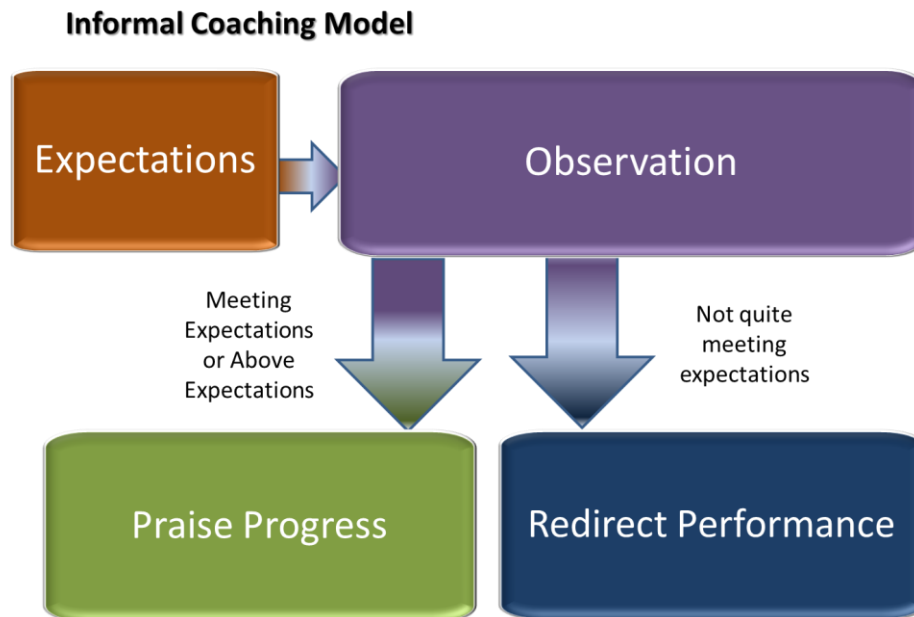 Informal Coaching Model
Expectations
Observation
Meeting
Expectations
or Above
Expectations
Not quite
meeting
expectations
Praise Progress
Redirect Performance